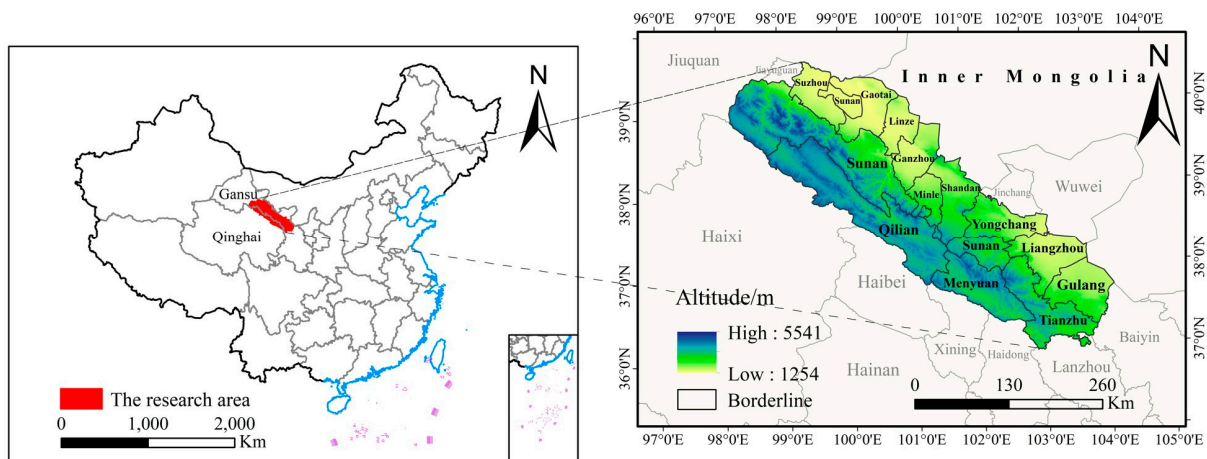 N
Gansu
Qinghai
The research area
0 1,000 2,000
Km
96°0'E 97°0'E 98°0'E 99°0'E 100°0'E 101°0'E 102°0'E 103°0'E 104°0'E
Jiuquan
Jiayuguan
Inner Mongolia
N
Suzhou
Gaotai
Sunan
Linze
Ganzhou
Sunan
Shandan
Jinchang
Wuwei
Minle
Yongchang
Qilian
Sunan
Liangzhou
Haixi
Haibei
Menyuan
Gulang
Tianzhu
Baiyin
Xining
Haidong
Lanzhou
Hainan
Altitude/m
High : 5541
Low : 1254
Borderline
0 130 260
Km
39°0'N
38°0'N
37°0'N
36°0'N
40°0'N
39°0'N
38°0'N
37°0'N
97°0'E 98°0'E 99°0'E 100°0'E 101°0'E 102°0'E 103°0'E 104°0'E 105°0'E